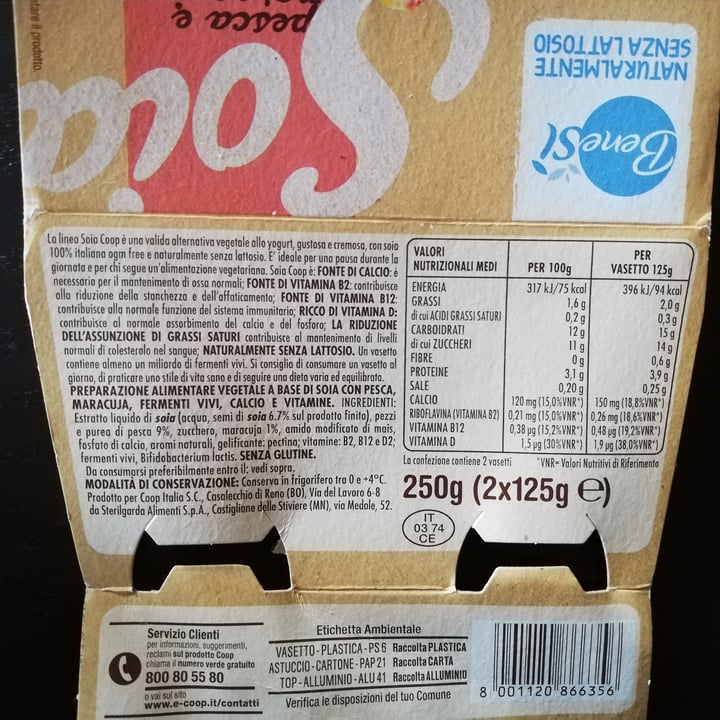 tare il prodotto.
pesca e
Soia
NATURALMENTE
SENZA LATTOSIO
BeneSì
La linea Soia Coop è una valida alternativa vegetale allo yogurt, gustosa e cremosa, con soia
100% italiana ogm free e naturalmente senza lattosio. E' ideale per una pausa durante la
giornata e per chi segue un'alimentazione vegetariana. Soia Coop è: FONTE DI CALCIO: è
necessario per il mantenimento di ossa normali; FONTE DI VITAMINA B2: contribuisce
alla riduzione della stanchezza e dell'affaticamento; FONTE DI VITAMINA B12:
contribuisce alla normale funzione del sistema immunitario; RICCO DI VITAMINA D:
contribuisce al normale assorbimento del calcio e del fosforo; LA RIDUZIONE
DELL'ASSUNZIONE DI GRASSI SATURI contribuisce al mantenimento di livelli
normali di colesterolo nel sangue; NATURALMENTE SENZA LATTOSIO. Un vasetto
contiene almeno un miliardo di fermenti vivi. Si consiglia di consumare un vasetto al
giorno, di praticare uno stile di vita sano e di seguire una dieta varia ed equilibrata.
PREPARAZIONE ALIMENTARE VEGETALE A BASE DI SOIA CON PESCA,
MARACUJA, FERMENTI VIVI, CALCIO E VITAMINE. INGREDIENTI:
Estratto liquido di soia (acqua, semi di soia 6.7% sul prodotto finito), pezzi
e purea di pesca 9%, zucchero, maracuja 1%, amido modificato di mais,
fosfato di calcio, aromi naturali, gelificante: pectina; vitamine: B2, B12 e D2;
fermenti vivi, Bifidobacterium lactis. SENZA GLUTINE.
Da consumarsi preferibilmente entro il: vedi sopra.
MODALITÀ DI CONSERVAZIONE: Conserva in frigorifero tra 0 e +4°C.
Prodotto per Coop Italia S.C., Casalecchio di Reno (BO), Via del Lavoro 6-8
da Sterilgarda Alimenti S.p.A., Castiglione delle Stiviere (MN), via Medole, 52.
VALORI NUTRIZIONALI MEDI PER 100g PER VASETTO 125g
ENERGIA 317 kJ/75 kcal 396 kJ/94 kcal
GRASSI 1,6 g 2,0 g
di cui ACIDI GRASSI SATURI 0,2 g 0,3 g
CARBOIDRATI 12 g 15 g
di cui ZUCCHERI 11 g 14 g
FIBRE 0 g 0,6 g
PROTEINE 3,1 g 3,9 g
SALE 0,20 g 0,25 g
CALCIO 120 mg (15,0%VNR*) 150 mg (18,8%VNR*)
RIBOFLAVINA (VITAMINA B2) 0,21 mg (15,0%VNR*) 0,26 mg (18,6%VNR*)
VITAMINA B12 0,38 µg (15,2%VNR*) 0,48 µg (19,2%VNR*)
VITAMINA D 1,5 µg (30%VNR*) 1,9 µg (38,0%VNR*)
La confezione contiene 2 vasetti *VNR= Valori Nutritivi di Riferimento
250g (2x125g ℮)
IT
03 74
CE
Servizio Clienti
per informazioni, suggerimenti,
reclami sul prodotto Coop
chiama il numero verde gratuito
800 80 55 80
o vai sul sito
www.e-coop.it/contatti
Etichetta Ambientale
VASETTO - PLASTICA - PS 6 Raccolta PLASTICA
ASTUCCIO - CARTONE - PAP 21 Raccolta CARTA
TOP - ALLUMINIO - ALU 41 Raccolta ALLUMINIO
Verifica le disposizioni del tuo Comune
8 001120 866356